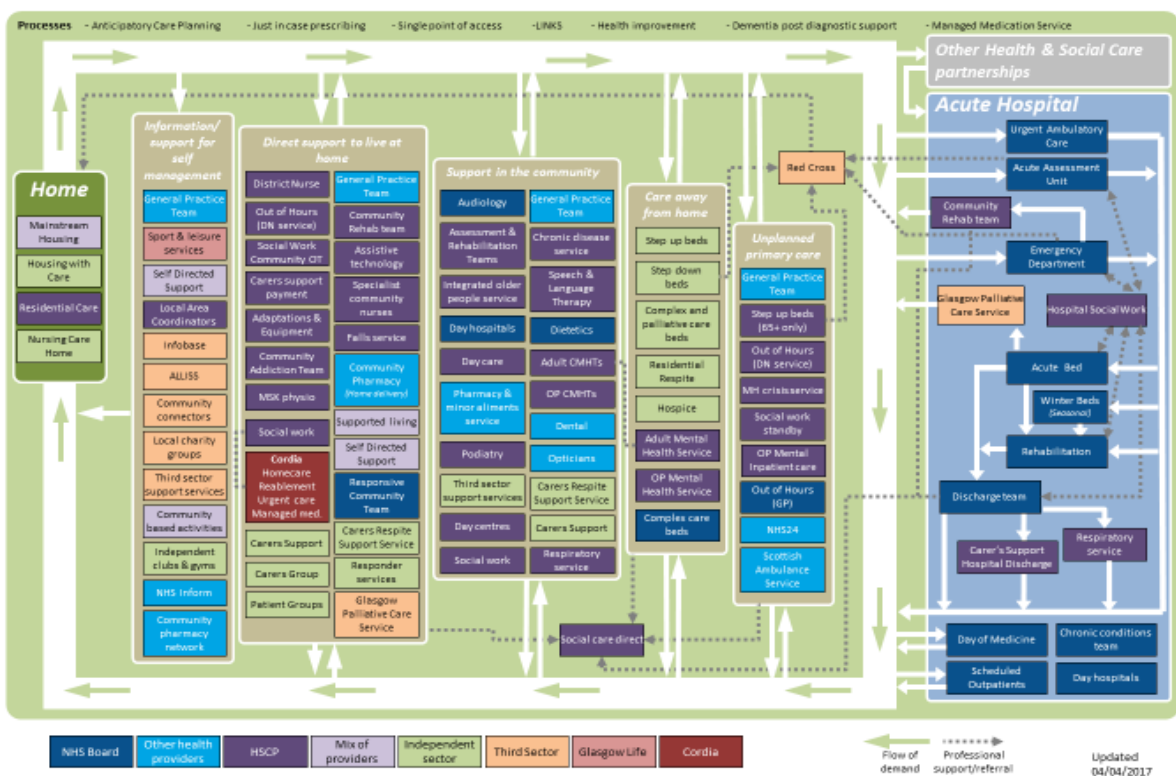 Processes - Anticipatory Care Planning - Just in case prescribing - Single point of access -LINKS - Health improvement - Dementia post diagnostic support - Managed Medication Service
Other Health & Social Care
partnerships
Home
Mainstream
Housing
Housing with
Care
Residential Care
Nursing Care
Home
Information/
support for
self
management
General Practice
Team
Sport & leisure
services
Self Directed
Support
Local Area
Coordinators
Infobase
ALLISS
Community
connectors
Local charity
groups
Third sector
support services
Community
based activities
Independent
clubs & gyms
NHS Inform
Community
pharmacy
network
Direct support to live at
home
District Nurse
Out of Hours
(DN service)
Social Work
Community OT
Carers support
payment
Adaptations &
Equipment
Community
Addiction Team
MSK physio
Social work
Cordia
Homecare
Reablement
Urgent care
Managed med.
Carers Support
Carers Group
Patient Groups
General Practice
Team
Community
Rehab team
Assistive
technology
Specialist
community
nurses
Falls service
Community
Pharmacy
(Home delivery)
Supported living
Self Directed
Support
Responsive
Community
Team
Carers Respite
Support Service
Responder
services
Glasgow
Palliative Care
Service
Support in the community
Audiology
Assessment &
Rehabilitation
Teams
Integrated older
people service
Day hospitals
Day care
Pharmacy &
minor aliments
service
Podiatry
Third sector
support services
Day centres
Social work
General Practice
Team
Chronic disease
service
Speech &
Language
Therapy
Dietetics
Adult CMHTs
OP CMHTs
Dental
Opticians
Carers Respite
Support Service
Carers Support
Respiratory
service
Care away
from home
Step up beds
Step down
beds
Complex and
palliative care
beds
Residential
Respite
Hospice
Adult Mental
Health Service
OP Mental
Health Service
Complex care
beds
Unplanned
primary care
General Practice
Team
Step up beds
(65+ only)
Out of Hours
(DN service)
MH crisis service
Social work
standby
OP Mental
Inpatient care
Out of Hours
(GP)
NHS24
Scottish
Ambulance
Service
Red Cross
Social care direct
Acute Hospital
Urgent Ambulatory
Care
Acute Assessment
Unit
Community
Rehab team
Emergency
Department
Glasgow Palliative
Care Service
Hospital Social Work
Acute Bed
Winter Beds
(Seasonal)
Rehabilitation
Discharge team
Carer's Support
Hospital Discharge
Respiratory
service
Day of Medicine
Chronic conditions
team
Scheduled
Outpatients
Day hospitals
NHS Board
Other health
providers
HSCP
Mix of
providers
Independent
sector
Third Sector
Glasgow Life
Cordia
Flow of
demand
Professional
support/referral
Updated
04/04/2017